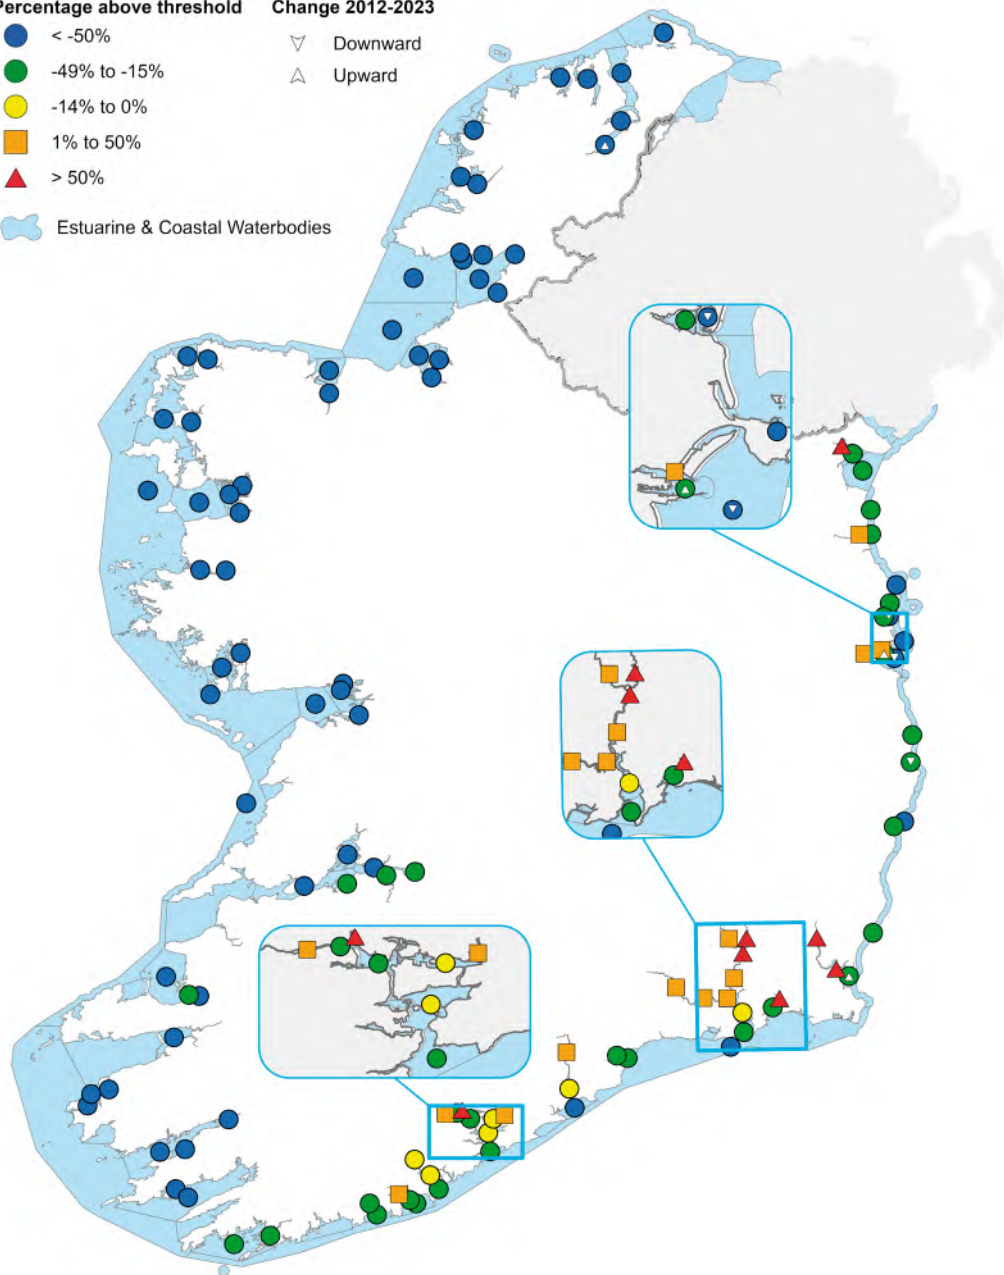 Percentage above threshold
Change 2012-2023
< -50%
Downward
-49% to -15%
Upward
-14% to 0%
1% to 50%
> 50%
Estuarine & Coastal Waterbodies